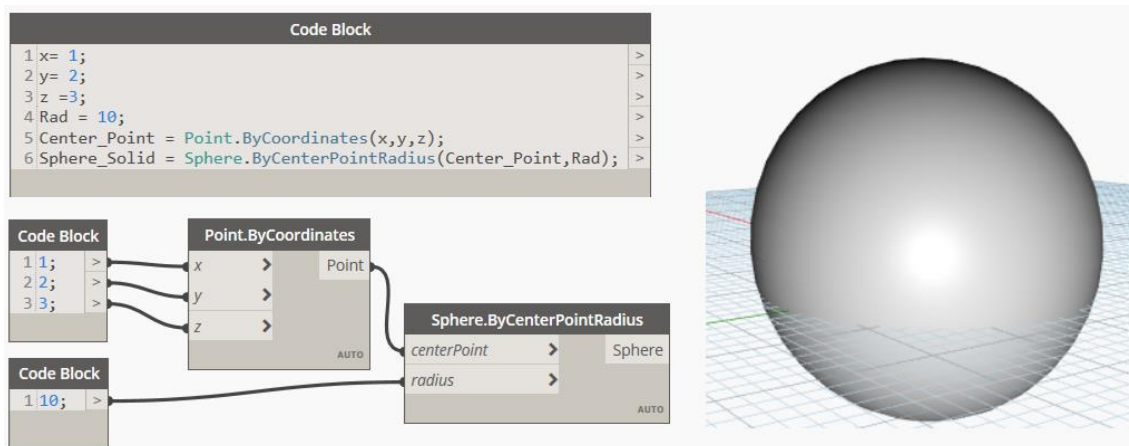 Code Block
1 x= 1; >
2 y= 2; >
3 z =3; >
4 Rad = 10; >
5 Center_Point = Point.ByCoordinates(x,y,z); >
6 Sphere_Solid = Sphere.ByCenterPointRadius(Center_Point,Rad); >
Code Block
1 1; >
2 2; >
3 3; >
Point.ByCoordinates
x > Point
y >
z >
AUTO
Code Block
1 10; >
Sphere.ByCenterPointRadius
centerPoint > Sphere
radius >
AUTO